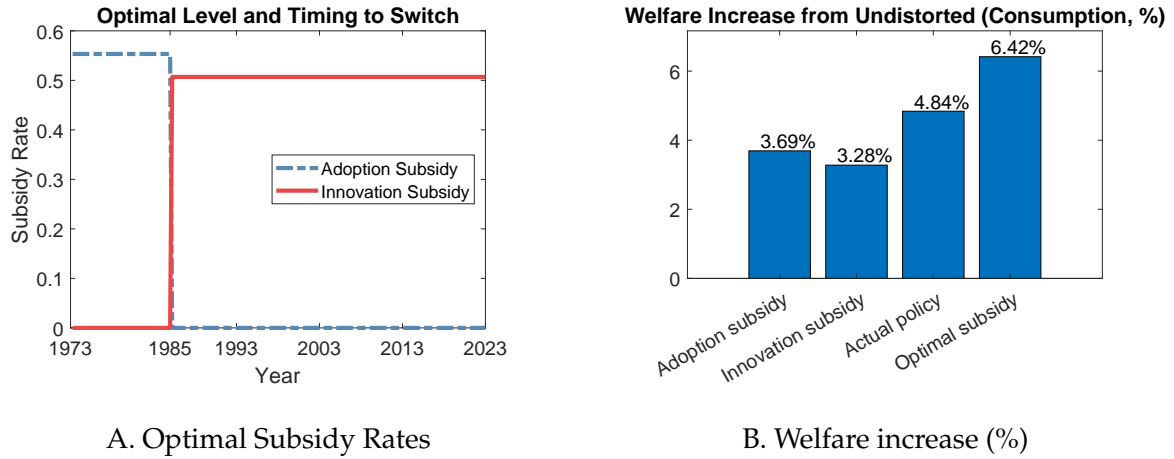 Optimal Level and Timing to Switch
0.6
0.5
0.4
0.3
0.2
0.1
0
Subsidy Rate
Adoption Subsidy
Innovation Subsidy
1973 1985 1993 2003 2013 2023
Year
A. Optimal Subsidy Rates
Welfare Increase from Undistorted (Consumption, %)
6
4
2
0
3.69%
3.28%
4.84%
6.42%
Adoption subsidy
Innovation subsidy
Actual policy
Optimal subsidy
B. Welfare increase (%)